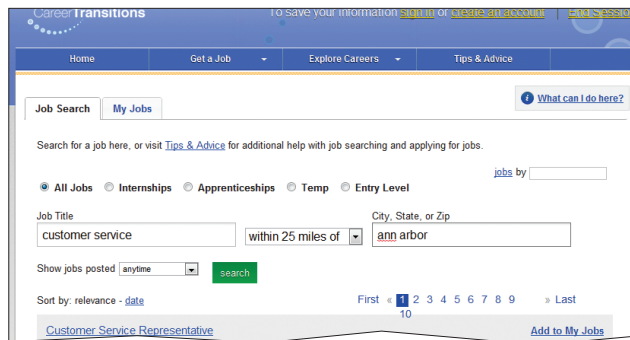 CareerTransitions
To save your information sign in or create an account | End Session
Home Get a Job Explore Careers Tips & Advice
What can I do here?
Job Search My Jobs
Search for a job here, or visit Tips & Advice for additional help with job searching and applying for jobs.
jobs by
All Jobs Internships Apprenticeships Temp Entry Level
Job Title City, State, or Zip
customer service within 25 miles of ann arbor
Show jobs posted anytime search
Sort by: relevance - date First « 1 2 3 4 5 6 7 8 9 » Last
10
Customer Service Representative Add to My Jobs